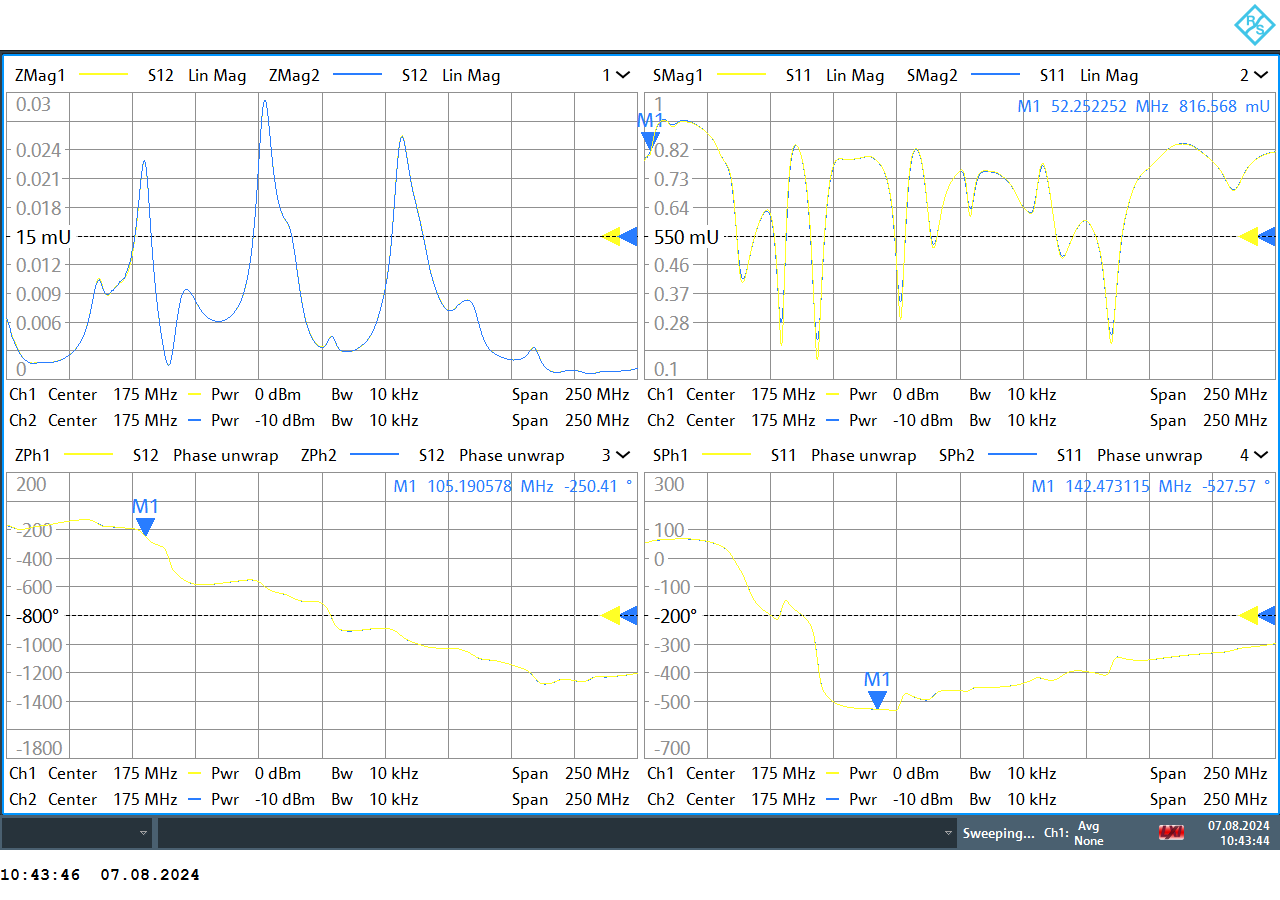 R S
ZMag1 S12 Lin Mag ZMag2 S12 Lin Mag 1
0.03
0.024
0.021
0.018
15 mU
0.012
0.009
0.006
0
Ch1 Center 175 MHz Pwr 0 dBm Bw 10 kHz Span 250 MHz
Ch2 Center 175 MHz Pwr -10 dBm Bw 10 kHz Span 250 MHz
SMag1 S11 Lin Mag SMag2 S11 Lin Mag 2
M1 52.252252 MHz 816.568 mU
1
M1
0.82
0.73
0.64
550 mU
0.46
0.37
0.28
0.1
Ch1 Center 175 MHz Pwr 0 dBm Bw 10 kHz Span 250 MHz
Ch2 Center 175 MHz Pwr -10 dBm Bw 10 kHz Span 250 MHz
ZPh1 S12 Phase unwrap ZPh2 S12 Phase unwrap 3
200
M1 105.190578 MHz -250.41 °
M1
-200
-400
-600
-800°
-1000
-1200
-1400
-1800
Ch1 Center 175 MHz Pwr 0 dBm Bw 10 kHz Span 250 MHz
Ch2 Center 175 MHz Pwr -10 dBm Bw 10 kHz Span 250 MHz
SPh1 S11 Phase unwrap SPh2 S11 Phase unwrap 4
300
M1 142.473115 MHz -527.57 °
100
0
-100
-200°
-300
-400
M1
-500
-700
Ch1 Center 175 MHz Pwr 0 dBm Bw 10 kHz Span 250 MHz
Ch2 Center 175 MHz Pwr -10 dBm Bw 10 kHz Span 250 MHz
Sweeping... Ch1: Avg None LXI 07.08.2024 10:43:44
10:43:46 07.08.2024